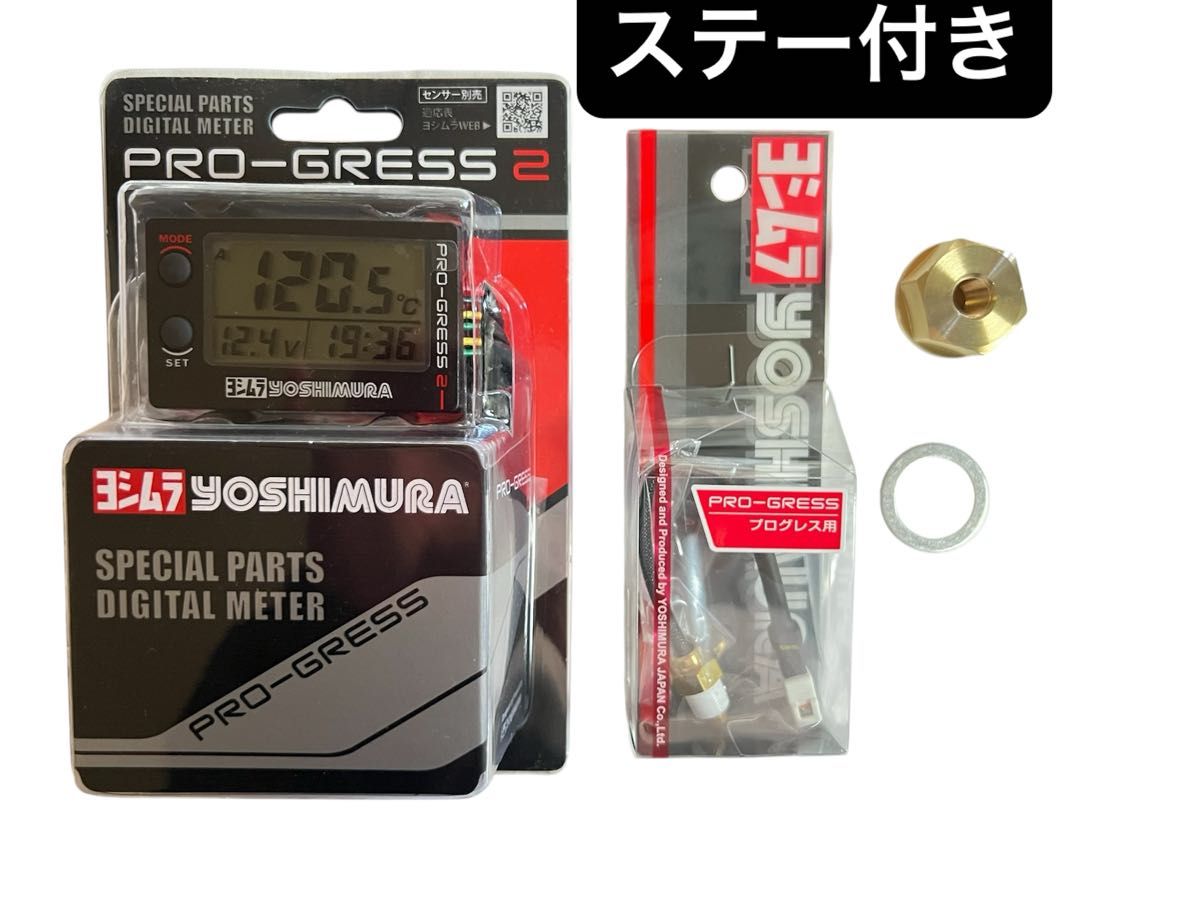 ステー付き
SPECIAL PARTS
DIGITAL METER
センサー別売
適応表
ヨシムラWEB▶
PRO-GRESS 2
MODE
A
120.5℃
12.4V 19:36
SET
PRO-GRESS 2
ヨシムラ YOSHIMURA
PRO-GRESS
ヨシムラ YOSHIMURA
SPECIAL PARTS
DIGITAL METER
PRO-GRESS
ヨシムラ
YOSHIMURA
PRO-GRESS
プログレス用
Designed and Produced by YOSHIMURA JAPAN Co.,Ltd.